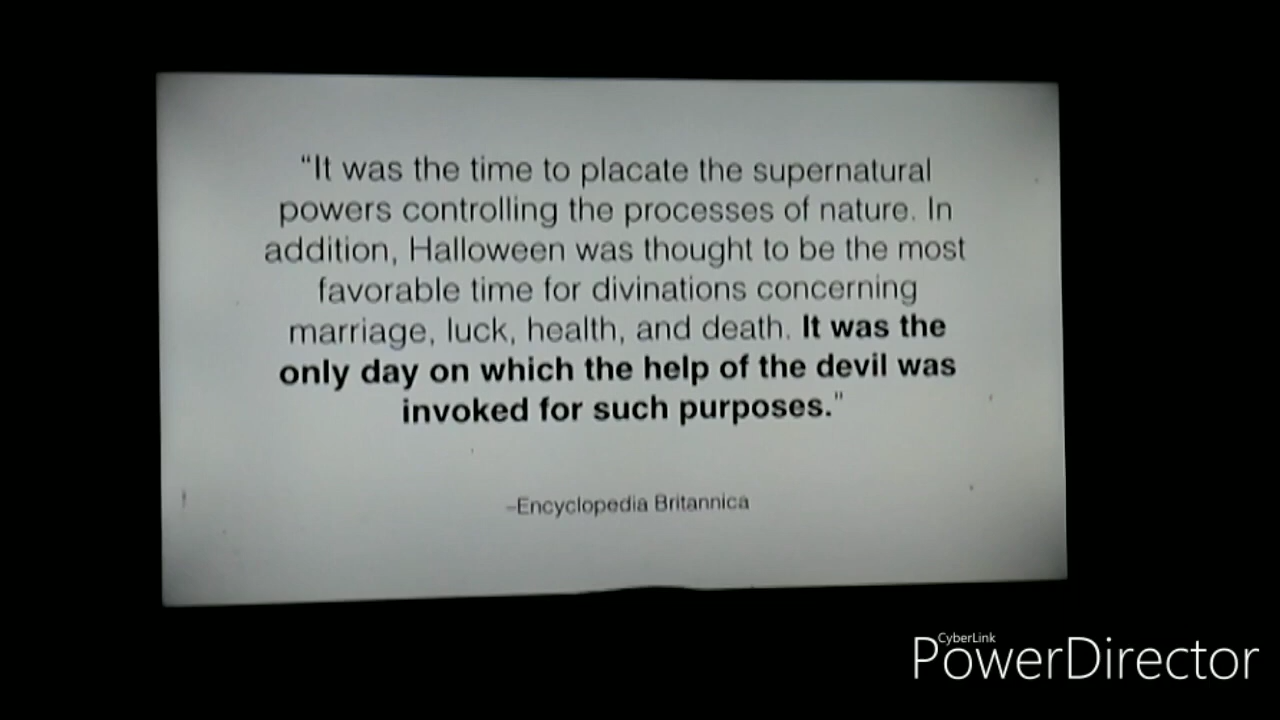 “It was the time to placate the supernatural
powers controlling the processes of nature. In
addition, Halloween was thought to be the most
favorable time for divinations concerning
marriage, luck, health, and death. It was the
only day on which the help of the devil was
invoked for such purposes."
–Encyclopedia Britannica
CyberLink
PowerDirector